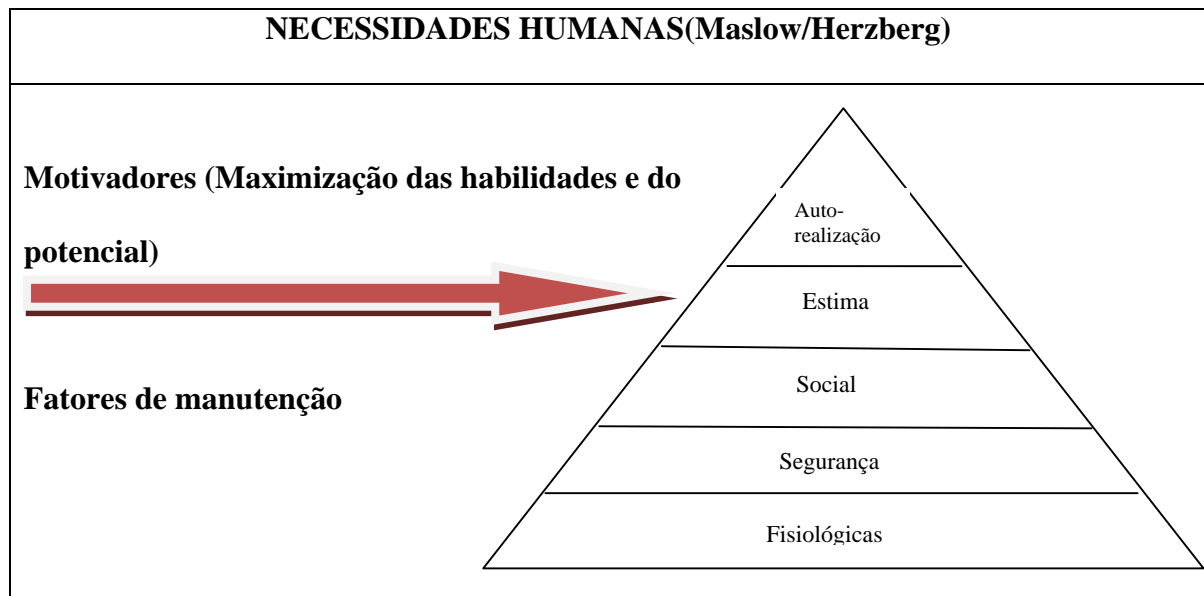 NECESSIDADES HUMANAS(Maslow/Herzberg)
Motivadores (Maximização das habilidades e do
potencial)
Fatores de manutenção
Auto-
realização
Estima
Social
Segurança
Fisiológicas